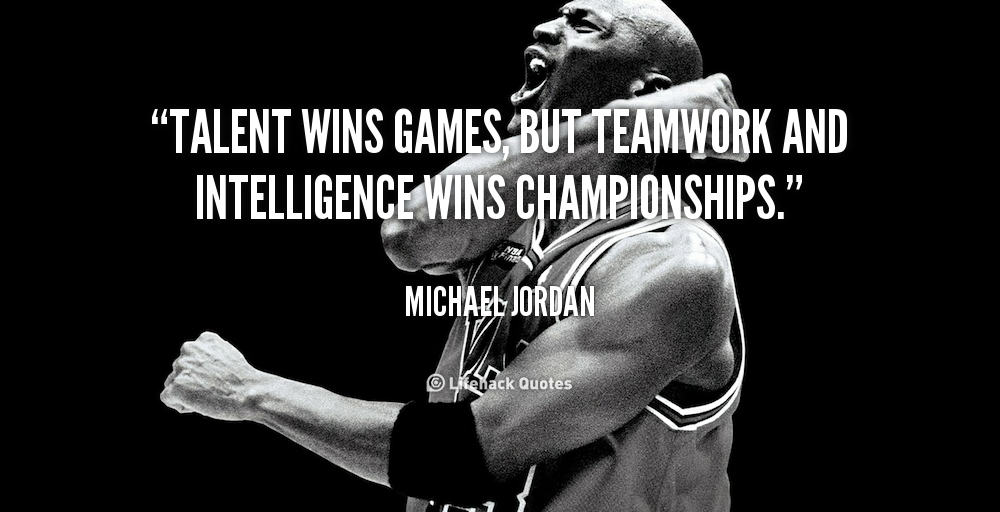 “TALENT WINS GAMES, BUT TEAMWORK AND
INTELLIGENCE WINS CHAMPIONSHIPS.”
MICHAEL JORDAN
Lifehack Quotes